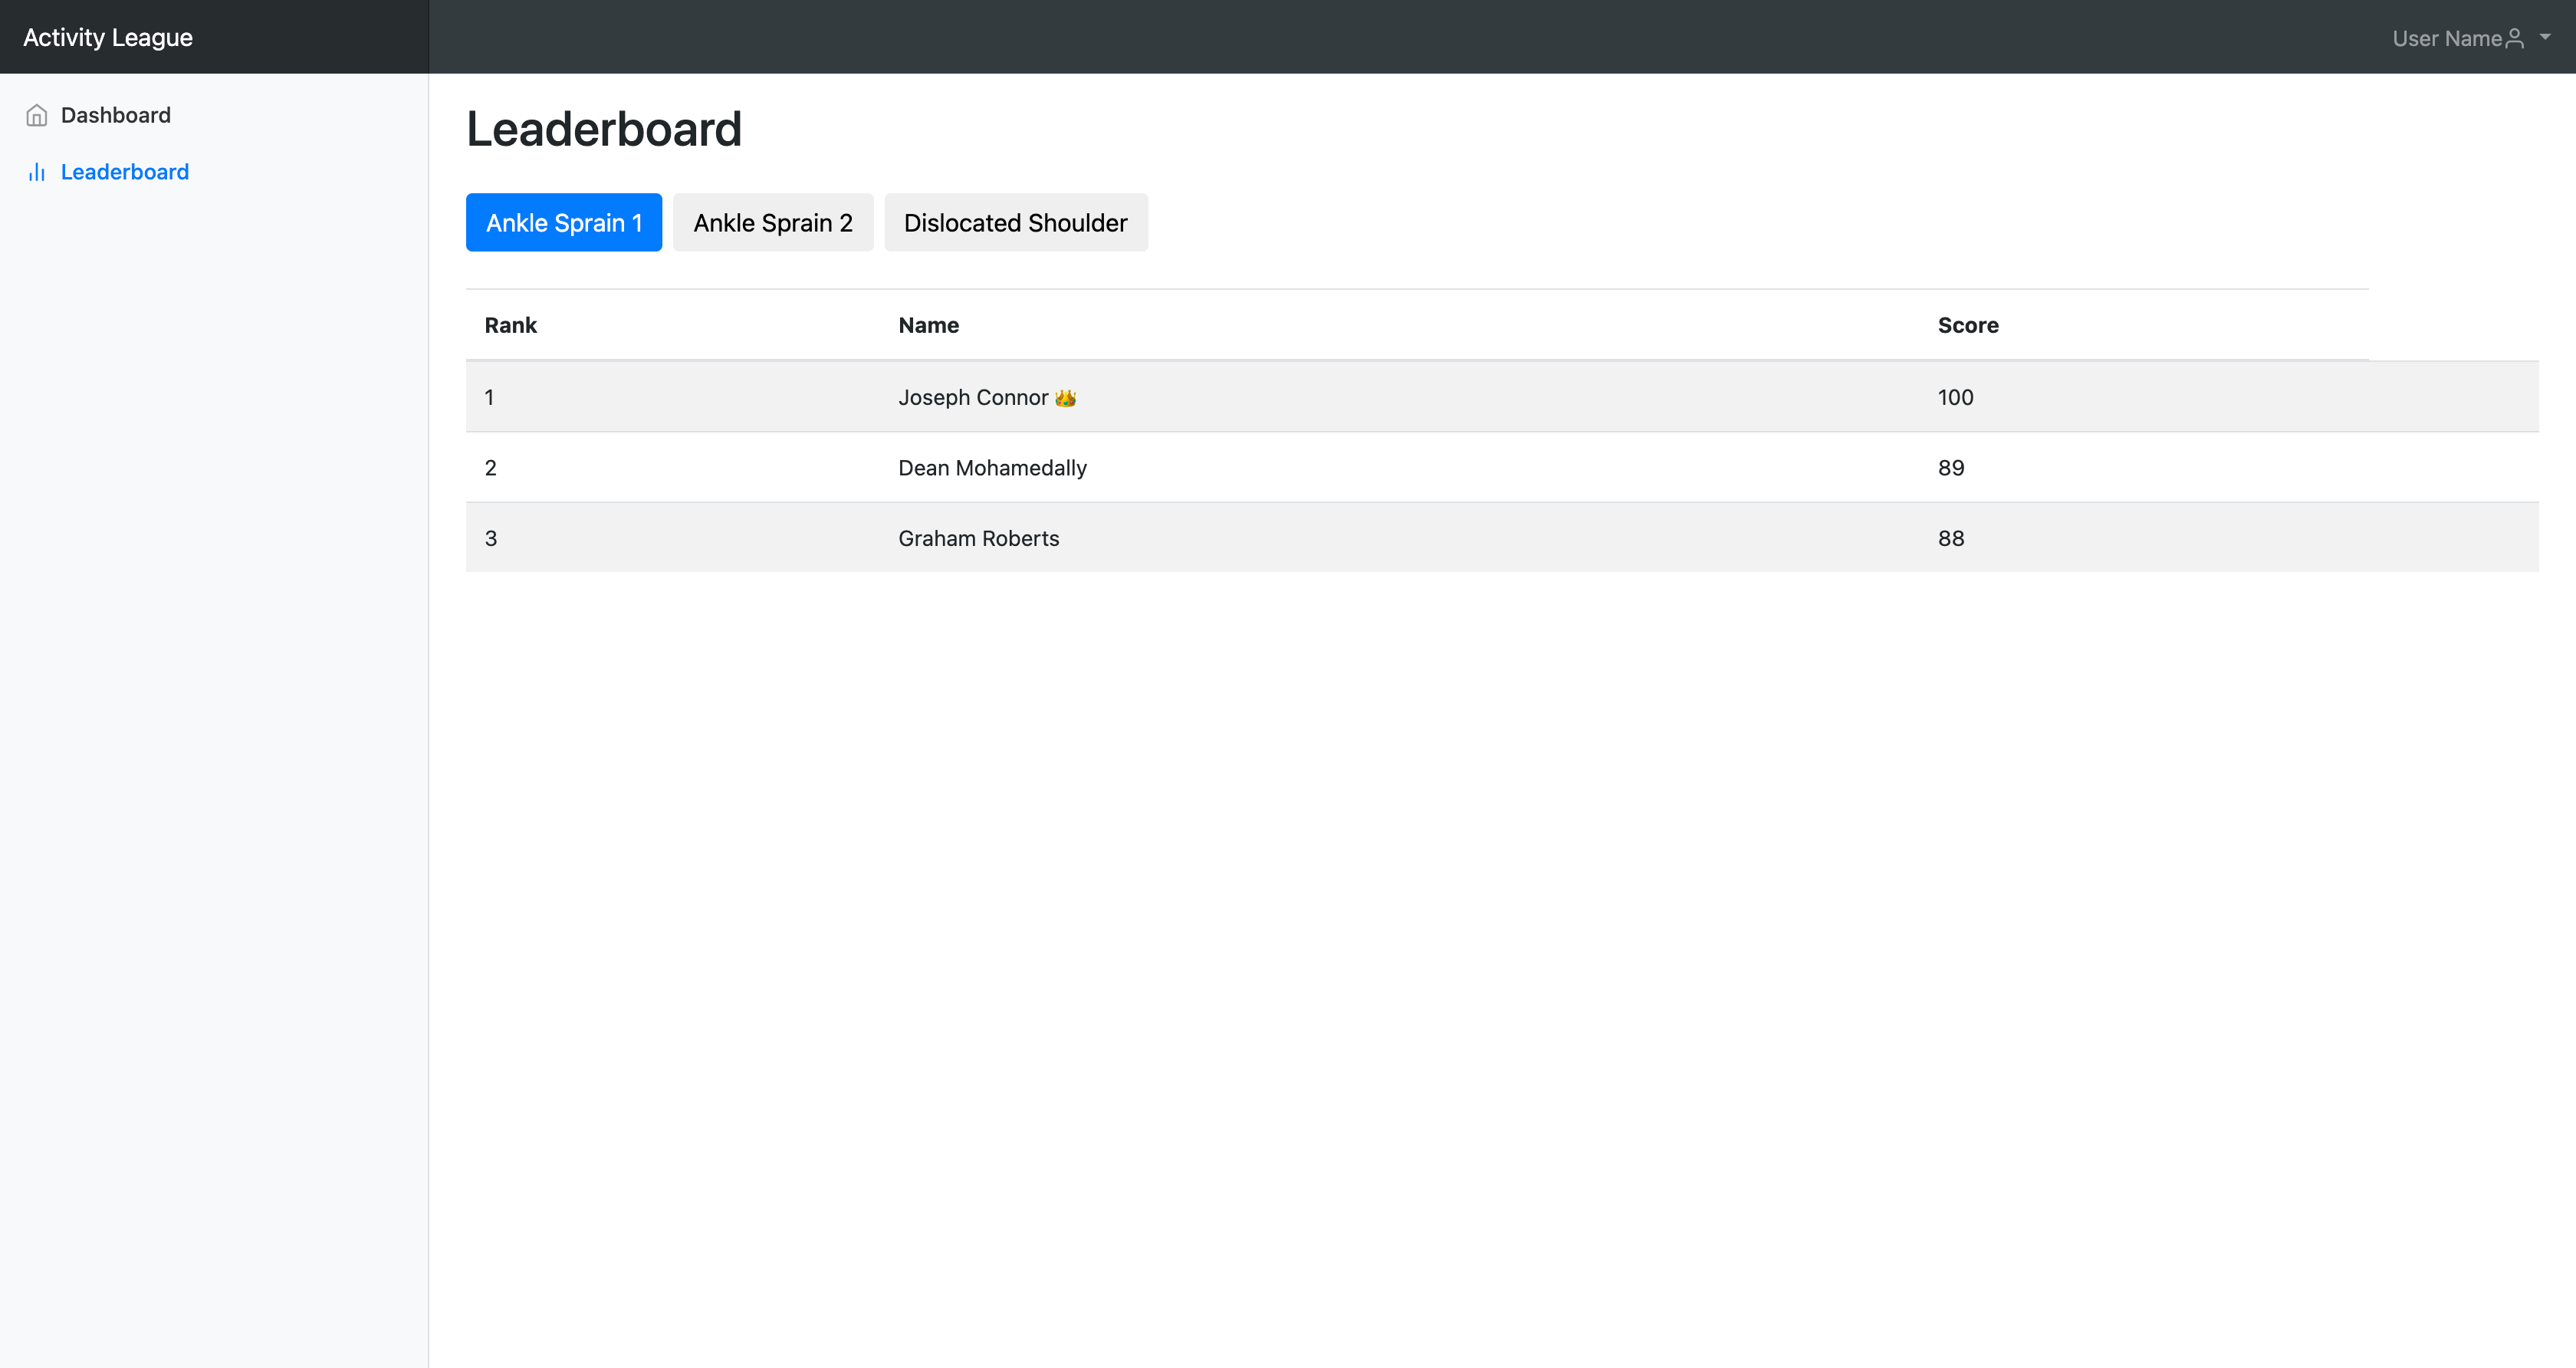 Activity League
User Name
Dashboard
Leaderboard
Leaderboard
Ankle Sprain 1 Ankle Sprain 2 Dislocated Shoulder
Rank Name Score
1 Joseph Connor 👑 100
2 Dean Mohamedally 89
3 Graham Roberts 88